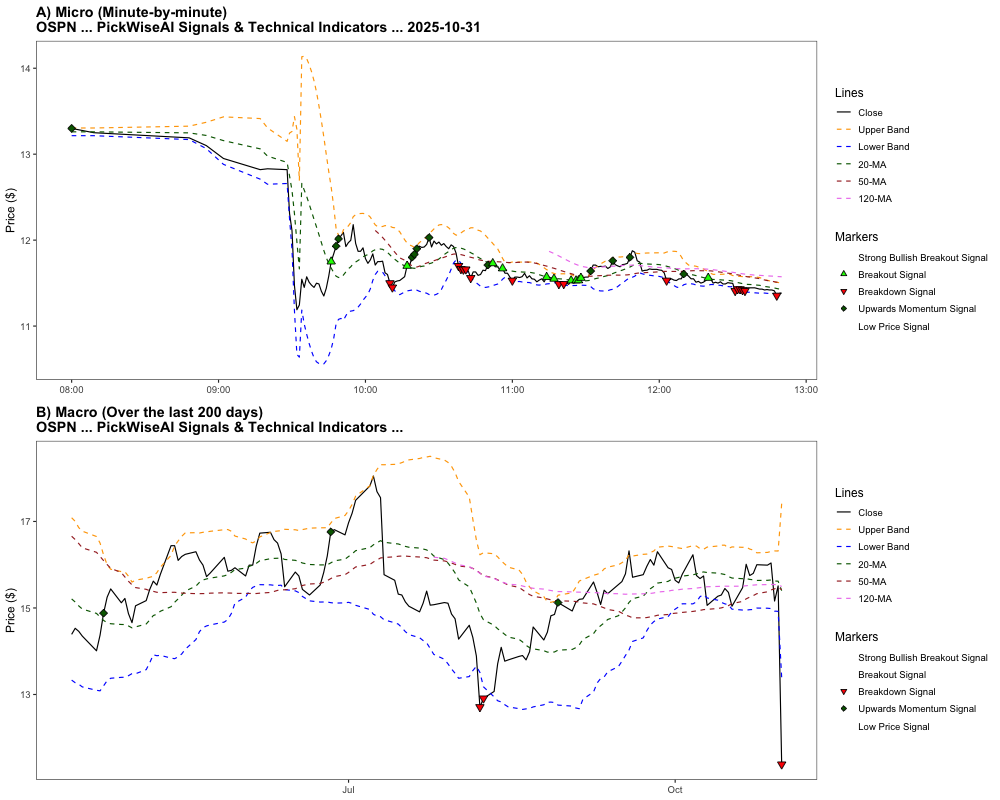 A) Micro (Minute-by-minute)
OSPN ... PickWiseAI Signals & Technical Indicators ... 2025-10-31
Price ($)
14
13
12
11
08:00
09:00
10:00
11:00
12:00
13:00
Lines
Close
Upper Band
Lower Band
20-MA
50-MA
120-MA
Markers
Strong Bullish Breakout Signal
Breakout Signal
Breakdown Signal
Upwards Momentum Signal
Low Price Signal
B) Macro (Over the last 200 days)
OSPN ... PickWiseAI Signals & Technical Indicators ...
Price ($)
17
15
13
Jul
Oct
Lines
Close
Upper Band
Lower Band
20-MA
50-MA
120-MA
Markers
Strong Bullish Breakout Signal
Breakout Signal
Breakdown Signal
Upwards Momentum Signal
Low Price Signal